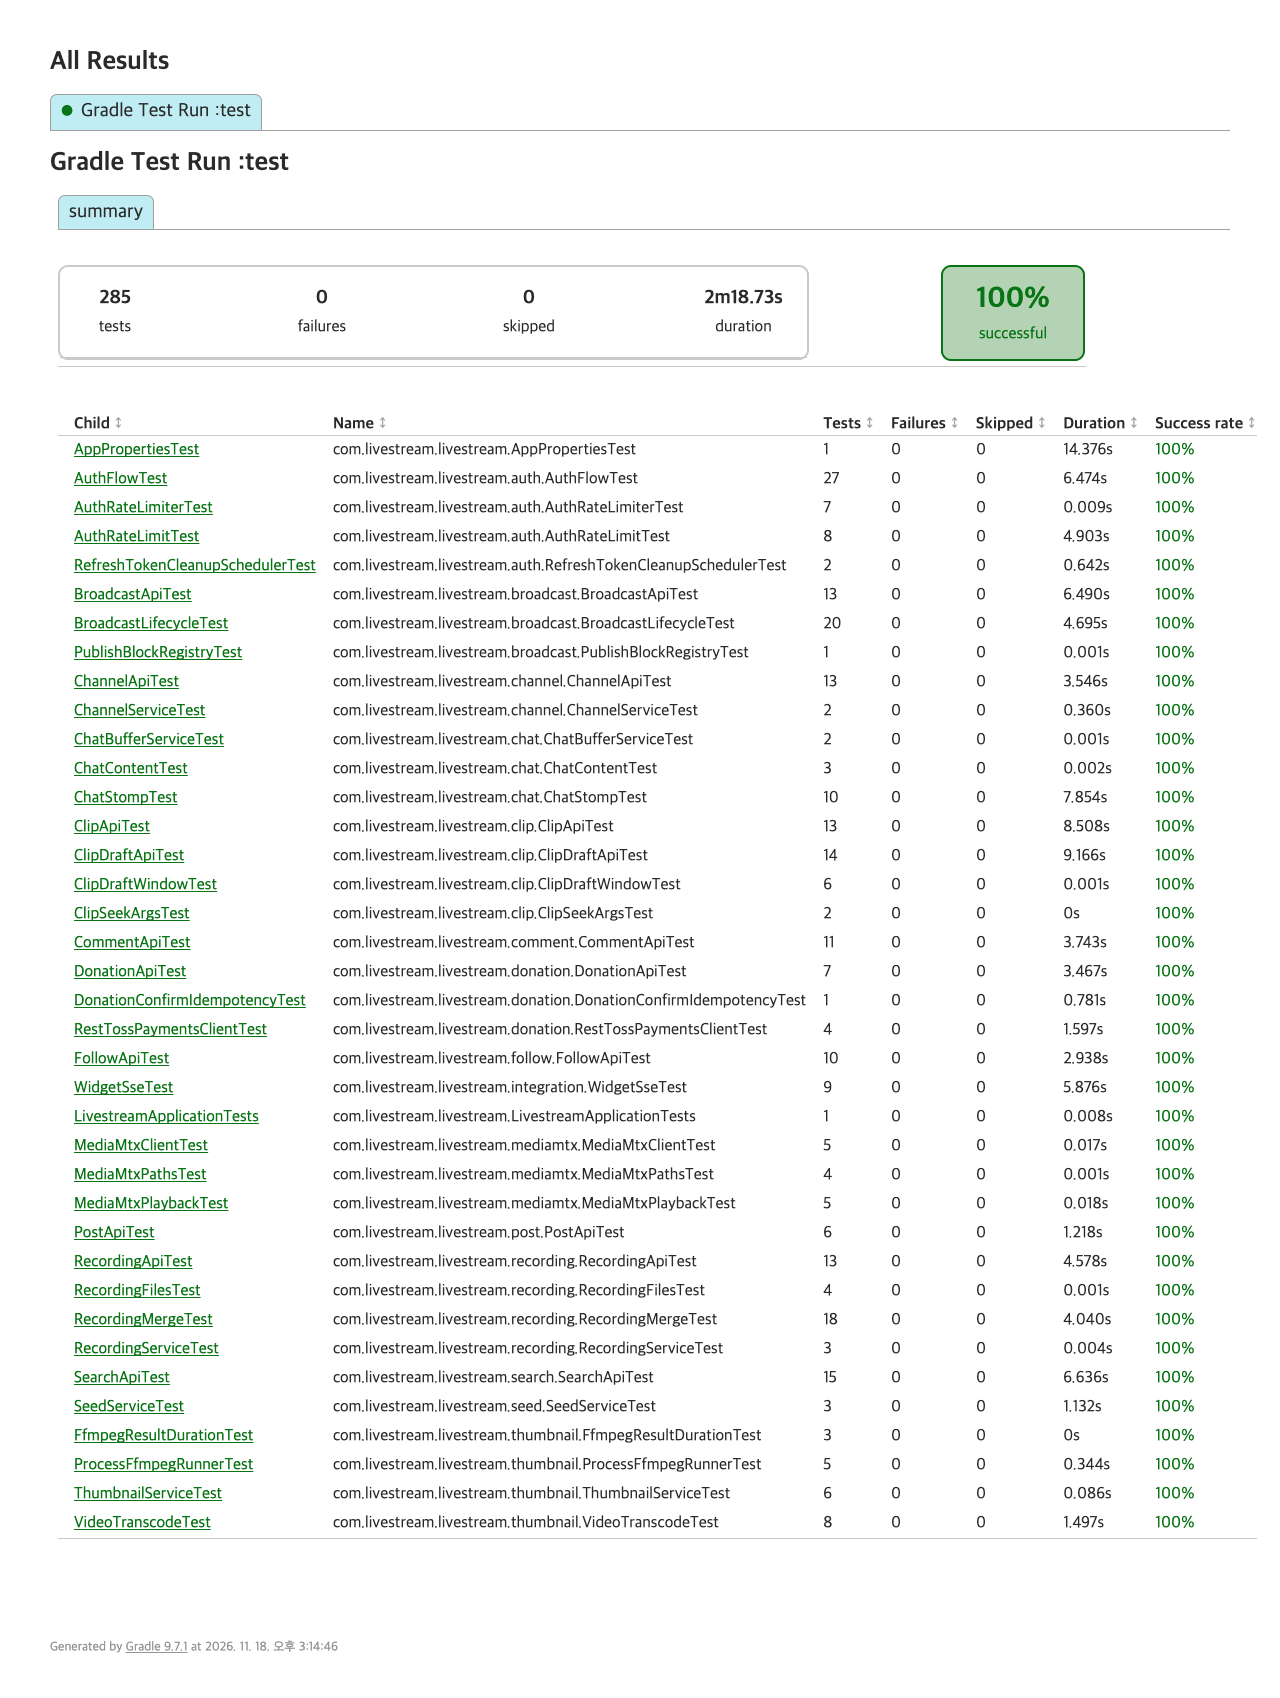 All Results
Gradle Test Run :test
Gradle Test Run :test
summary
285 0 0 2m18.73s 100%
tests failures skipped duration successful
Child Name Tests Failures Skipped Duration Success rate
AppPropertiesTest com.livestream.livestream.AppPropertiesTest 1 0 0 14.376s 100%
AuthFlowTest com.livestream.livestream.auth.AuthFlowTest 27 0 0 6.474s 100%
AuthRateLimiterTest com.livestream.livestream.auth.AuthRateLimiterTest 7 0 0 0.009s 100%
AuthRateLimitTest com.livestream.livestream.auth.AuthRateLimitTest 8 0 0 4.903s 100%
RefreshTokenCleanupSchedulerTest com.livestream.livestream.auth.RefreshTokenCleanupSchedulerTest 2 0 0 0.642s 100%
BroadcastApiTest com.livestream.livestream.broadcast.BroadcastApiTest 13 0 0 6.490s 100%
BroadcastLifecycleTest com.livestream.livestream.broadcast.BroadcastLifecycleTest 20 0 0 4.695s 100%
PublishBlockRegistryTest com.livestream.livestream.broadcast.PublishBlockRegistryTest 1 0 0 0.001s 100%
ChannelApiTest com.livestream.livestream.channel.ChannelApiTest 13 0 0 3.546s 100%
ChannelServiceTest com.livestream.livestream.channel.ChannelServiceTest 2 0 0 0.360s 100%
ChatBufferServiceTest com.livestream.livestream.chat.ChatBufferServiceTest 2 0 0 0.001s 100%
ChatContentTest com.livestream.livestream.chat.ChatContentTest 3 0 0 0.002s 100%
ChatStompTest com.livestream.livestream.chat.ChatStompTest 10 0 0 7.854s 100%
ClipApiTest com.livestream.livestream.clip.ClipApiTest 13 0 0 8.508s 100%
ClipDraftApiTest com.livestream.livestream.clip.ClipDraftApiTest 14 0 0 9.166s 100%
ClipDraftWindowTest com.livestream.livestream.clip.ClipDraftWindowTest 6 0 0 0.001s 100%
ClipSeekArgsTest com.livestream.livestream.clip.ClipSeekArgsTest 2 0 0 0s 100%
CommentApiTest com.livestream.livestream.comment.CommentApiTest 11 0 0 3.743s 100%
DonationApiTest com.livestream.livestream.donation.DonationApiTest 7 0 0 3.467s 100%
DonationConfirmIdempotencyTest com.livestream.livestream.donation.DonationConfirmIdempotencyTest 1 0 0 0.781s 100%
RestTossPaymentsClientTest com.livestream.livestream.donation.RestTossPaymentsClientTest 4 0 0 1.597s 100%
FollowApiTest com.livestream.livestream.follow.FollowApiTest 10 0 0 2.938s 100%
WidgetSseTest com.livestream.livestream.integration.WidgetSseTest 9 0 0 5.876s 100%
LivestreamApplicationTests com.livestream.livestream.LivestreamApplicationTests 1 0 0 0.008s 100%
MediaMtxClientTest com.livestream.livestream.mediamtx.MediaMtxClientTest 5 0 0 0.017s 100%
MediaMtxPathsTest com.livestream.livestream.mediamtx.MediaMtxPathsTest 4 0 0 0.001s 100%
MediaMtxPlaybackTest com.livestream.livestream.mediamtx.MediaMtxPlaybackTest 5 0 0 0.018s 100%
PostApiTest com.livestream.livestream.post.PostApiTest 6 0 0 1.218s 100%
RecordingApiTest com.livestream.livestream.recording.RecordingApiTest 13 0 0 4.578s 100%
RecordingFilesTest com.livestream.livestream.recording.RecordingFilesTest 4 0 0 0.001s 100%
RecordingMergeTest com.livestream.livestream.recording.RecordingMergeTest 18 0 0 4.040s 100%
RecordingServiceTest com.livestream.livestream.recording.RecordingServiceTest 3 0 0 0.004s 100%
SearchApiTest com.livestream.livestream.search.SearchApiTest 15 0 0 6.636s 100%
SeedServiceTest com.livestream.livestream.seed.SeedServiceTest 3 0 0 1.132s 100%
FfmpegResultDurationTest com.livestream.livestream.thumbnail.FfmpegResultDurationTest 3 0 0 0s 100%
ProcessFfmpegRunnerTest com.livestream.livestream.thumbnail.ProcessFfmpegRunnerTest 5 0 0 0.344s 100%
ThumbnailServiceTest com.livestream.livestream.thumbnail.ThumbnailServiceTest 6 0 0 0.086s 100%
VideoTranscodeTest com.livestream.livestream.thumbnail.VideoTranscodeTest 8 0 0 1.497s 100%
Generated by Gradle 9.7.1 at 2026. 11. 18. 오후 3:14:46